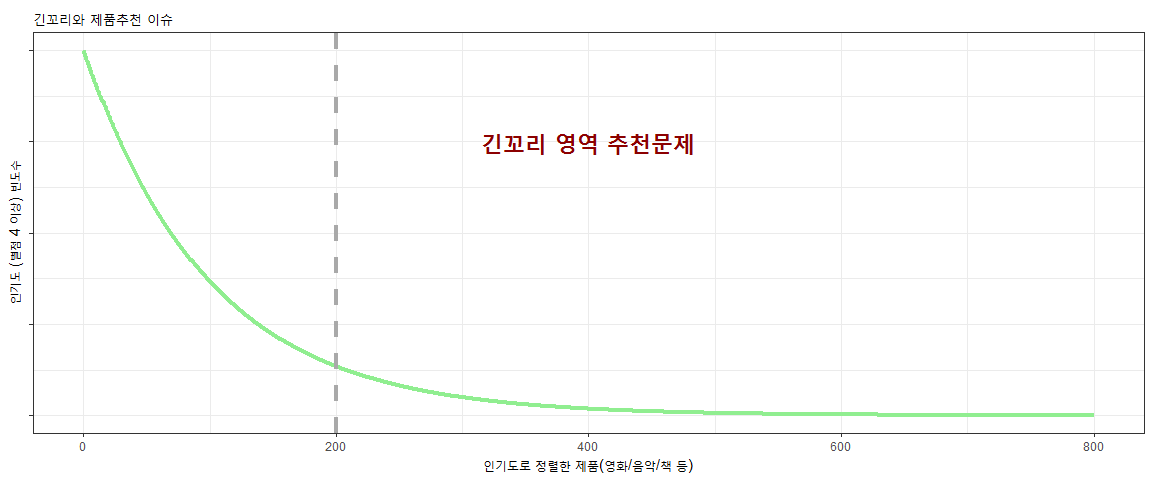 긴꼬리와 제품추천 이슈
긴꼬리 영역 추천문제
인기도 (별점 4 이상) 빈도수
0 200 400 600 800
인기도로 정렬한 제품(영화/음악/책 등)